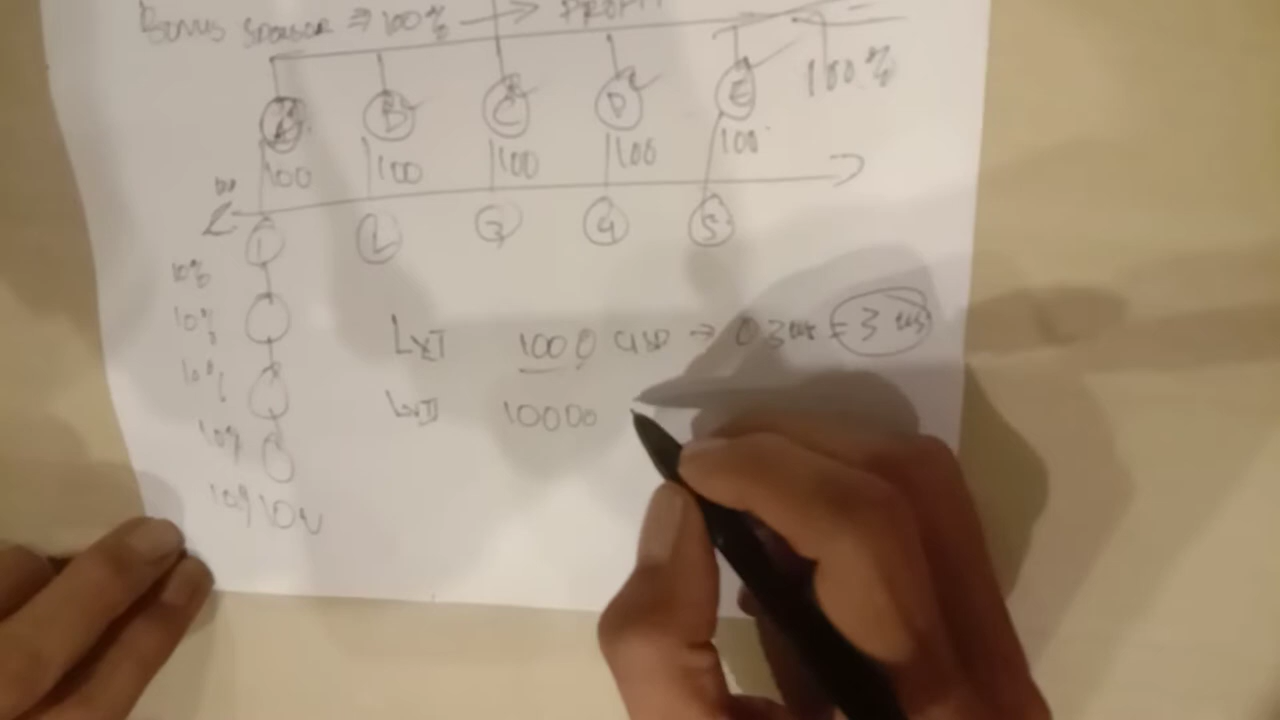 Bonus Sponsor ⇒ 100% → PROFIT
A B C D E 100%
100 100 100 100 100
1 2 3 4 5
10%
10%
LvI 1000 USD →
10%
LvII 10000
10%
10% 10